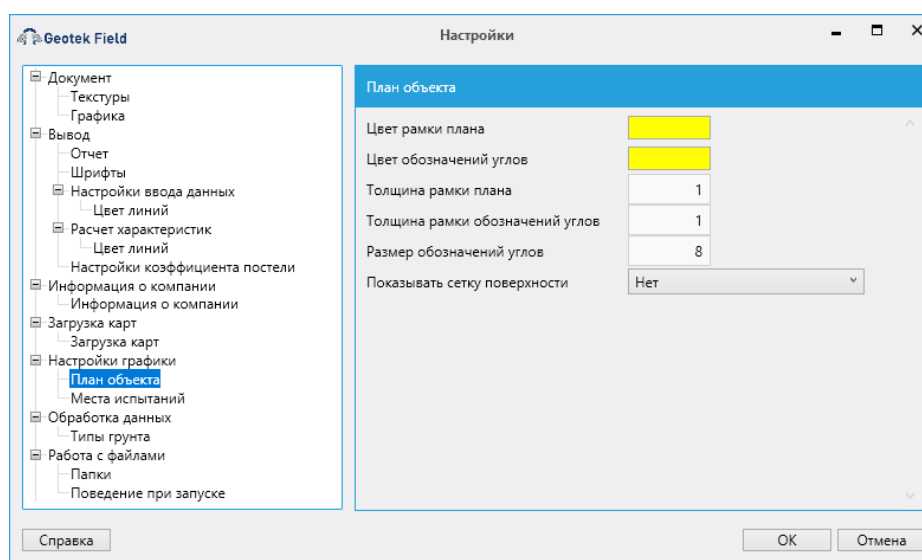 Geotek Field
Настройки
Документ
Текстуры
Графика
Вывод
Отчет
Шрифты
Настройки ввода данных
Цвет линий
Расчет характеристик
Цвет линий
Настройки коэффициента постели
Информация о компании
Информация о компании
Загрузка карт
Загрузка карт
Настройки графики
План объекта
Места испытаний
Обработка данных
Типы грунта
Работа с файлами
Папки
Поведение при запуске
План объекта
Цвет рамки плана
Цвет обозначений углов
Толщина рамки плана 1
Толщина рамки обозначений углов 1
Размер обозначений углов 8
Показывать сетку поверхности Нет
Справка
ОК Отмена